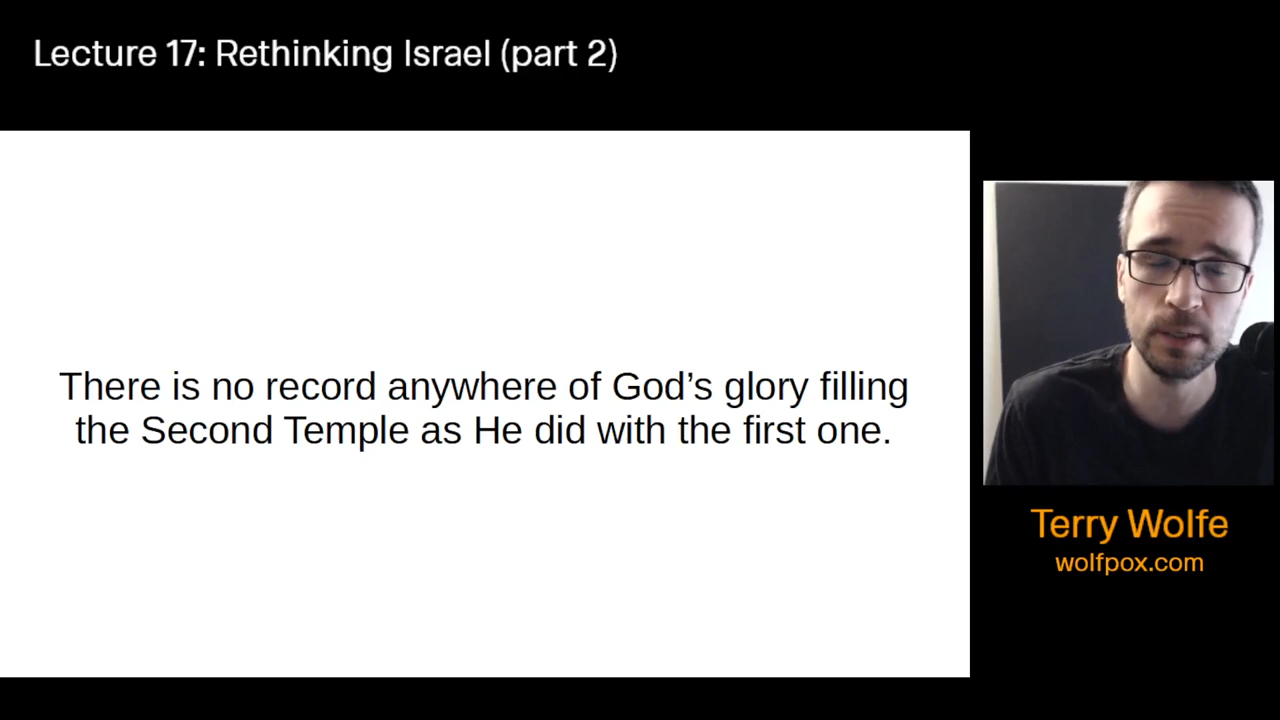 Lecture 17: Rethinking Israel (part 2)
There is no record anywhere of God’s glory filling
the Second Temple as He did with the first one.
Terry Wolfe
wolfpox.com